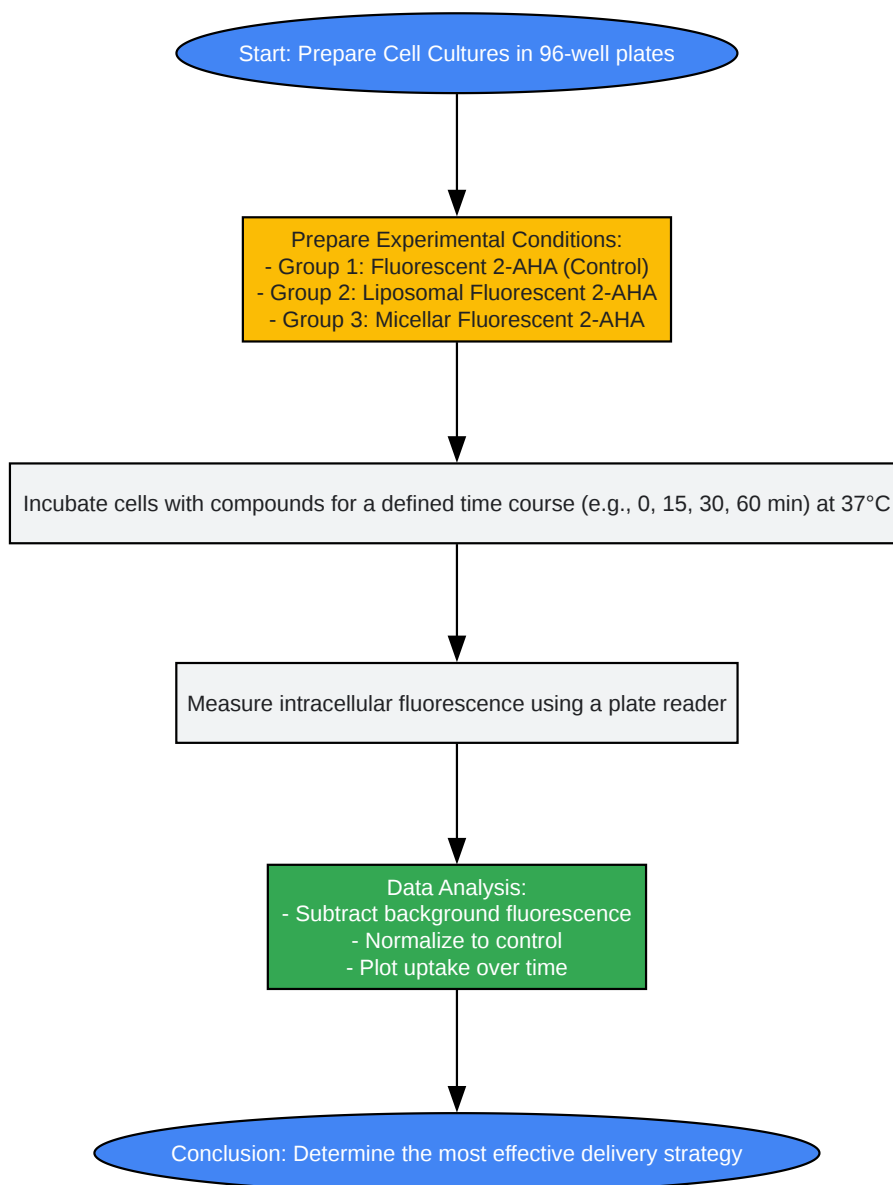 Start: Prepare Cell Cultures in 96-well plates
Prepare Experimental Conditions:
- Group 1: Fluorescent 2-AHA (Control)
- Group 2: Liposomal Fluorescent 2-AHA
- Group 3: Micellar Fluorescent 2-AHA
Incubate cells with compounds for a defined time course (e.g., 0, 15, 30, 60 min) at 37°C
Measure intracellular fluorescence using a plate reader
Data Analysis:
- Subtract background fluorescence
- Normalize to control
- Plot uptake over time
Conclusion: Determine the most effective delivery strategy